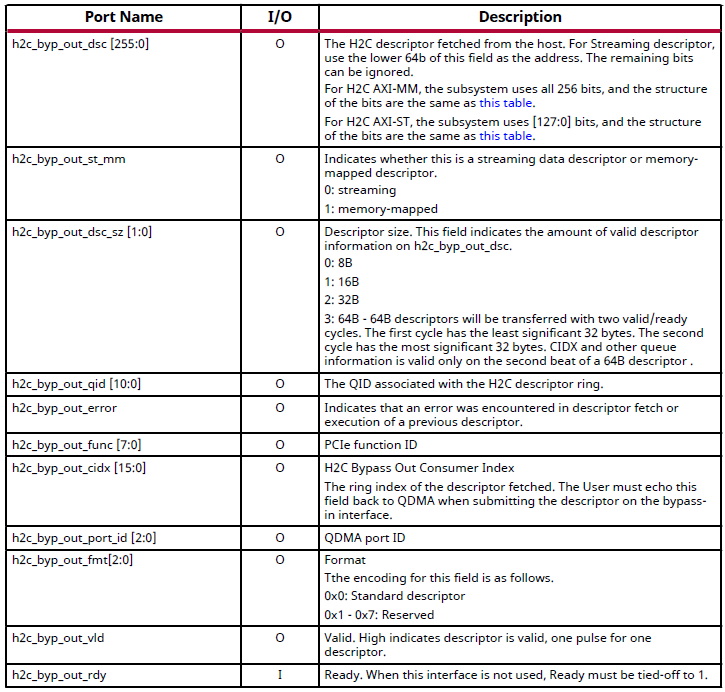 Port Name I/O Description
h2c_byp_out_dsc [255:0] O The H2C descriptor fetched from the host. For Streaming descriptor,
use the lower 64b of this field as the address. The remaining bits
can be ignored.
For H2C AXI-MM, the subsystem uses all 256 bits, and the structure
of the bits are the same as this table.
For H2C AXI-ST, the subsystem uses [127:0] bits, and the structure
of the bits are the same as this table.
h2c_byp_out_st_mm O Indicates whether this is a streaming data descriptor or memory-
mapped descriptor.
0: streaming
1: memory-mapped
h2c_byp_out_dsc_sz [1:0] O Descriptor size. This field indicates the amount of valid descriptor
information on h2c_byp_out_dsc.
0: 8B
1: 16B
2: 32B
3: 64B - 64B descriptors will be transferred with two valid/ready
cycles. The first cycle has the least significant 32 bytes. The second
cycle has the most significant 32 bytes. CIDX and other queue
information is valid only on the second beat of a 64B descriptor .
h2c_byp_out_qid [10:0] O The QID associated with the H2C descriptor ring.
h2c_byp_out_error O Indicates that an error was encountered in descriptor fetch or
execution of a previous descriptor.
h2c_byp_out_func [7:0] O PCIe function ID
h2c_byp_out_cidx [15:0] O H2C Bypass Out Consumer Index
The ring index of the descriptor fetched. The User must echo this
field back to QDMA when submitting the descriptor on the bypass-
in interface.
h2c_byp_out_port_id [2:0] O QDMA port ID
h2c_byp_out_fmt[2:0] O Format
Tthe encoding for this field is as follows.
0x0: Standard descriptor
0x1 - 0x7: Reserved
h2c_byp_out_vld O Valid. High indicates descriptor is valid, one pulse for one
descriptor.
h2c_byp_out_rdy I Ready. When this interface is not used, Ready must be tied-off to 1.